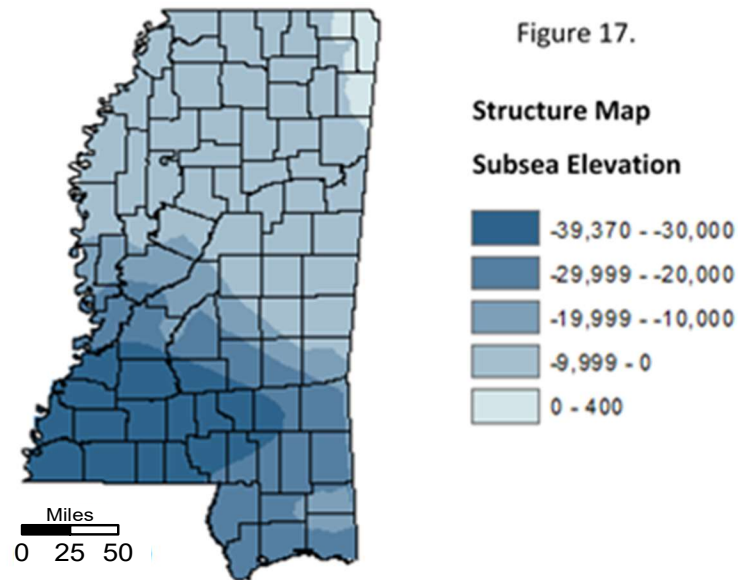 Figure 17.
Structure Map
Subsea Elevation
-39,370 - -30,000
-29,999 - -20,000
-19,999 - -10,000
-9,999 - 0
0 - 400
Miles
0 25 50